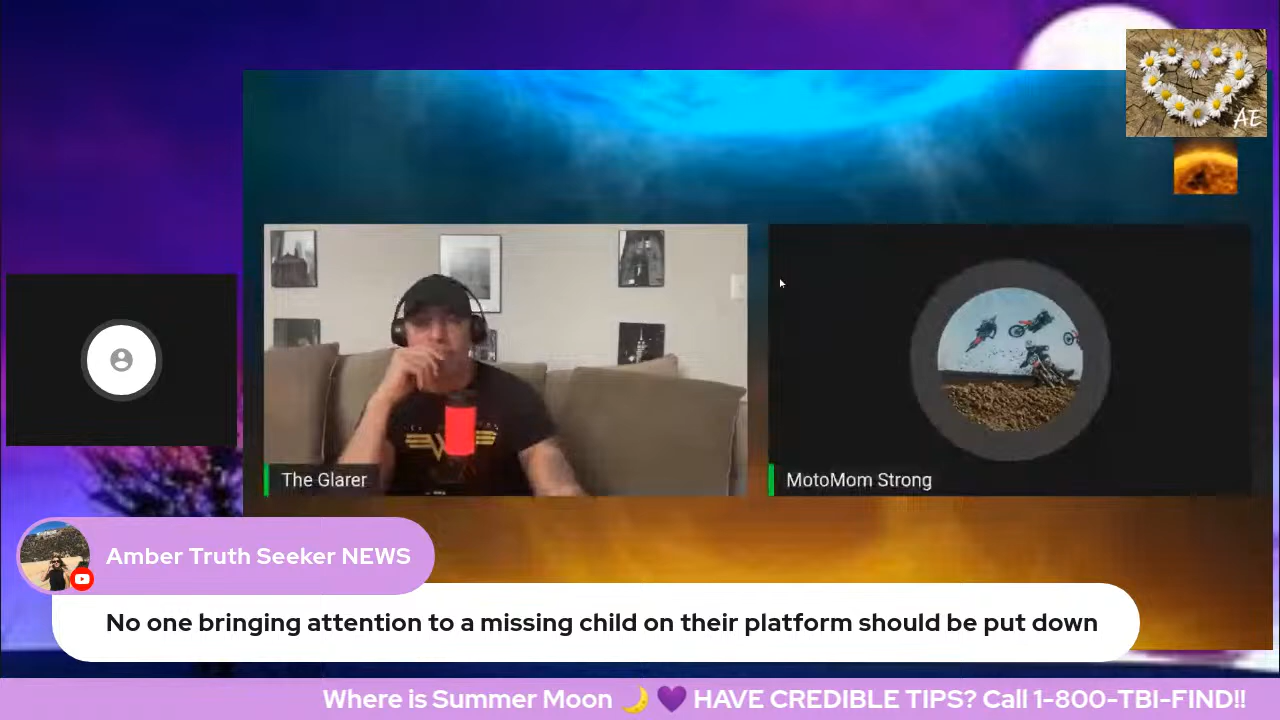 AE
The Glarer
MotoMom Strong
Amber Truth Seeker NEWS
No one bringing attention to a missing child on their platform should be put down
Where is Summer Moon 🌙 💜 HAVE CREDIBLE TIPS? Call 1-800-TBI-FIND!!